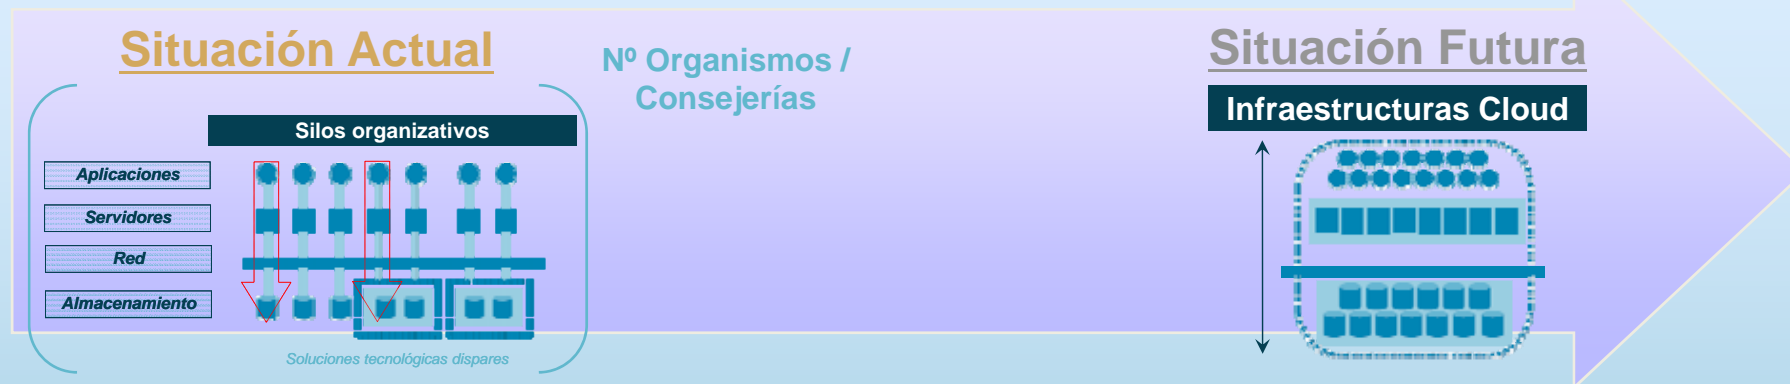 Situación Actual
Nº Organismos /
Consejerías
Situación Futura
Silos organizativos
Infraestructuras Cloud
Aplicaciones
Servidores
Red
Almacenamiento
Soluciones tecnológicas dispares